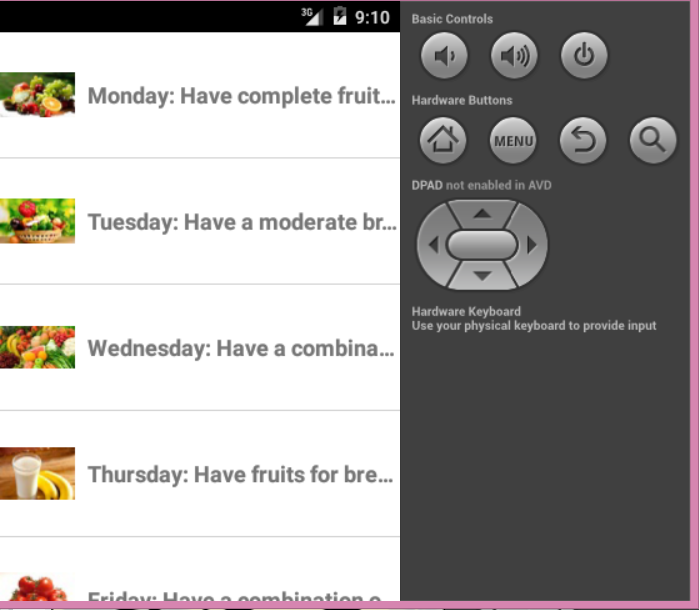 3G 9:10
Monday: Have complete fruit...
Tuesday: Have a moderate br...
Wednesday: Have a combina...
Thursday: Have fruits for bre...
Friday: Have a combination o
Basic Controls
Hardware Buttons
MENU
DPAD not enabled in AVD
Hardware Keyboard
Use your physical keyboard to provide input